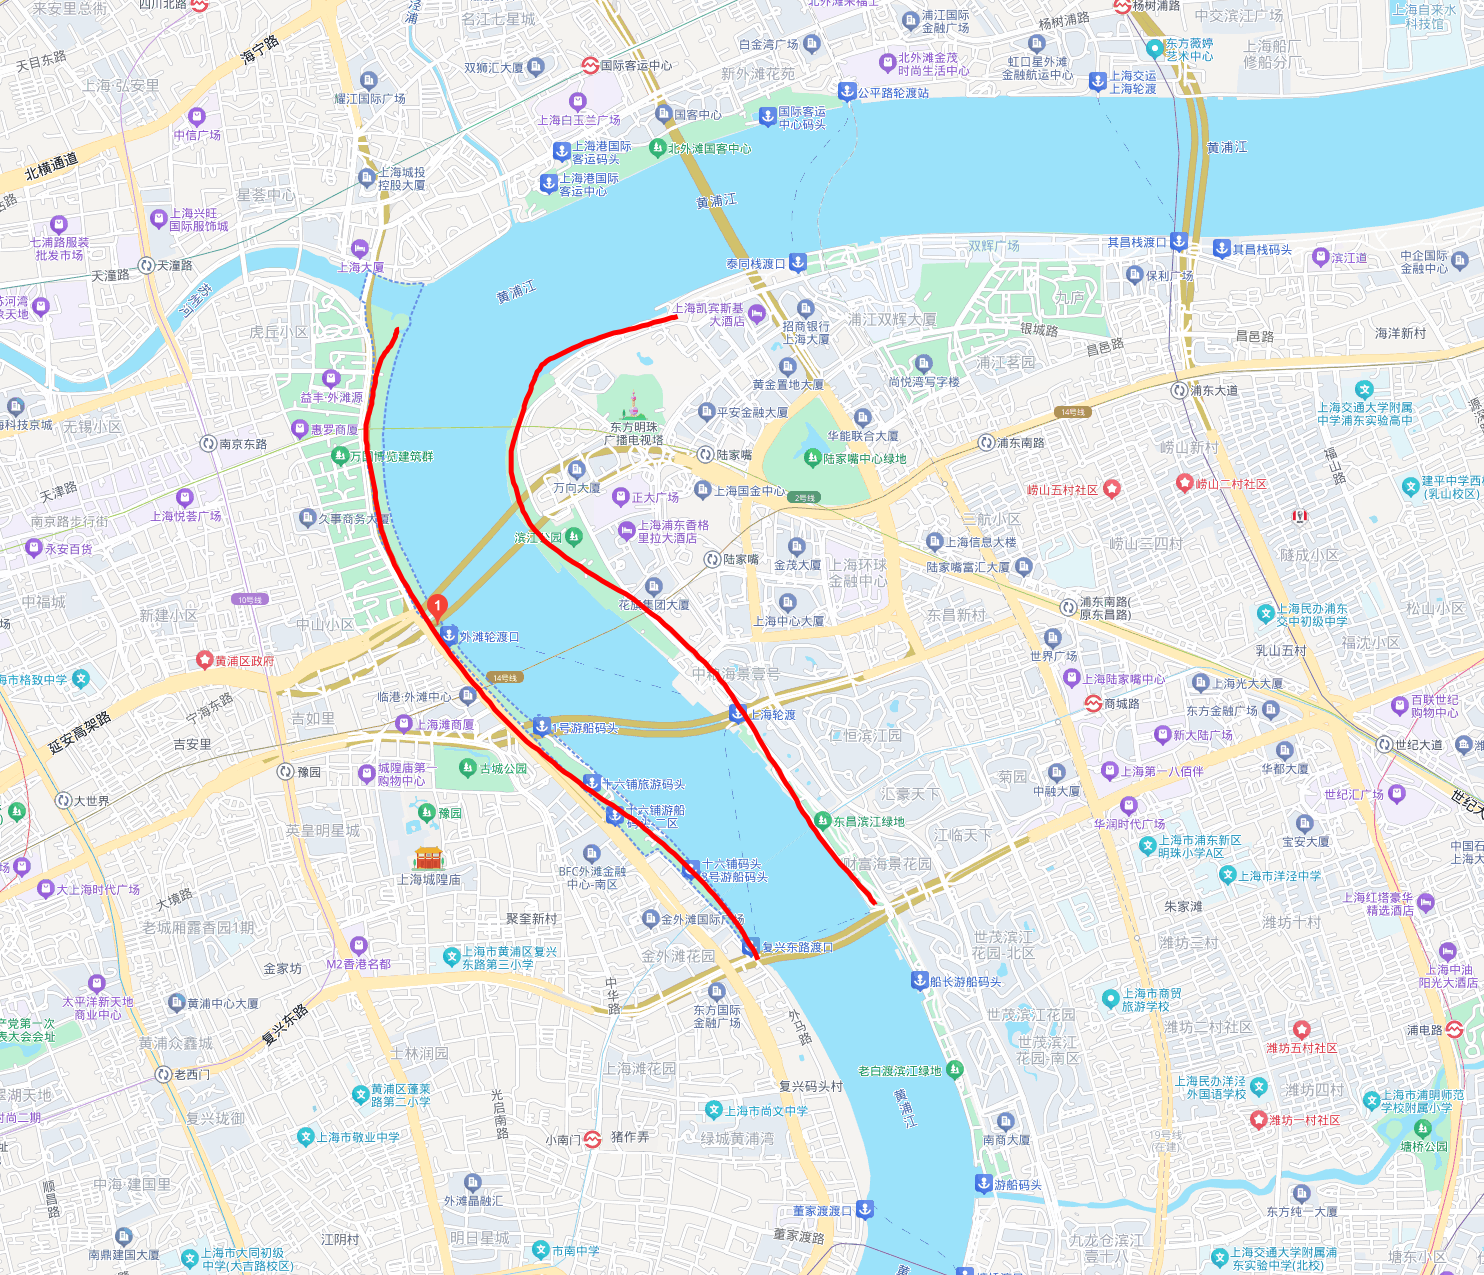 来安里总街
四川北路
泾浦
名江七星城
浦江国际
金融广场
杨树浦路
杨树浦路
中交滨江广场
上海自来水
科技馆
天目东路
海宁路
白金湾广场
双狮汇大厦
国际客运中心
北外滩金茂
时尚生活中心
虹口星外滩
金融航运中心
东方薇婷
艺术中心
上海船厂
修船分厂
上海·弘安里
耀江国际广场
新外滩花苑
上海交运
上海轮渡
公平路轮渡站
中信广场
上海白玉兰广场
国客中心
国际客运
中心码头
北横通道
上海港国际
客运码头
北外滩国客中心
黄浦江
上海城投
控股大厦
上海港国际
客运中心
星荟中心
黄浦江
上海兴旺
国际服饰城
七浦路服装
批发市场
天潼路
天潼路
上海大厦
双辉广场
其昌栈渡口
其昌栈码头
泰同栈渡口
滨江道
中企国际
金融中心
保利广场
苏州河
黄浦江
九庐
上海凯宾斯基
大酒店
招商银行
上海大厦
浦江双辉大厦
银城路
昌邑路
昌邑路
海洋新村
虎丘小区
浦江茗园
黄金置地大厦
尚悦湾写字楼
浦东大道
益丰·外滩源
上海交通大学附属
中学浦东实验高中
无锡小区
惠罗商厦
平安金融大厦
14号线
东方明珠
广播电视塔
华能联合大厦
南京东路
浦东南路
崂山新村
万国博览建筑群
陆家嘴
陆家嘴中心绿地
福山路
天津路
万向大厦
正大广场
上海国金中心
2号线
崂山五村社区
崂山二村社区
建平中学西校
(乳山校区)
上海悦荟广场
南京路步行街
久事商务大厦
三航小区
滨江公园
上海浦东香格
里拉大酒店
永安百货
陆家嘴
金茂大厦
上海环球
金融中心
上海信息大楼
陆家嘴富汇大厦
崂山三四村
隧成小区
中福城
10号线
新建小区
中山小区
1
花旗集团大厦
上海中心大厦
东昌新村
浦东南路(
原东昌路)
上海民办浦东
交中初级中学
松山小区
外滩轮渡口
福沈小区
黄浦区政府
世界广场
乳山五村
14号线
中粮海景壹号
上海陆家嘴中心
上海光大大厦
临港·外滩中心
商城路
东方金融广场
百联世纪
购物中心
宁海东路
吉如里
上海滩商厦
1号游船码头
上海轮渡
仁恒滨江园
新大陆广场
延安高架路
吉安里
世纪大道
华都大厦
豫园
城隍庙第一
购物中心
古城公园
十六铺旅游码头
菊园
中融大厦
上海第一八佰伴
大世界
豫园
汇豪天下
世纪汇广场
世纪大
十六铺游船
码头二区
东昌滨江绿地
江临天下
华润时代广场
英皇明星城
上海市浦东新区
明珠小学A区
宝安大厦
上海城隍庙
BFC外滩金融
中心-南区
十六铺码头
3号游船码头
财富海景花园
上海市洋泾中学
大上海时代广场
大境路
聚奎新村
金外滩国际广场
朱家滩
上海红塔豪华
精选酒店
老城厢露香园1期
潍坊十村
M2香港名都
上海市黄浦区复兴
东路第三小学
金外滩花园
复兴东路渡口
世茂滨江
花园-北区
潍坊三村
金家坊
太平洋新天地
商业中心
黄浦中心大厦
中华路
东方国际
金融广场
船长游船码头
上海市商贸
旅游学校
上海中油
阳光大酒店
复兴东路
外马路
世茂滨江花园
潍坊二村社区
浦电路
黄浦众鑫城
士林润园
世茂滨江
花园-南区
潍坊五村社区
上海滩花园
老西门
老白渡滨江绿地
复兴码头村
黄浦区蓬莱
路第二小学
光启南路
黄浦江
上海民办洋泾
外国语学校
潍坊四村
上海市浦明师范
学校附属小学
复兴珑御
上海市尚文中学
南商大厦
潍坊一村社区
上海市敬业中学
小南门
猪作弄
绿城黄浦湾
19号线
(在建)
塘桥公园
中海·建国里
顺昌路
外滩晶融汇
游船码头
董家渡渡口
东方纯一大厦
江阴村
明日星城
董家渡路
九龙仓滨江
壹十八
南鼎建国大厦
上海市大同初级
中学(大吉路校区)
市南中学
上海交通大学附属浦
东实验中学(北校)
塘东小区